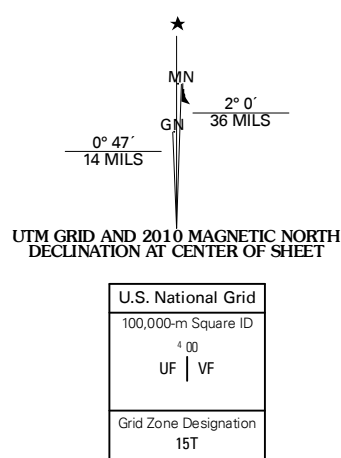 ★
MN
GN
2° 0´
36 MILS
0° 47´
14 MILS
UTM GRID AND 2010 MAGNETIC NORTH
DECLINATION AT CENTER OF SHEET
U.S. National Grid
100,000-m Square ID
4 00
UF VF
Grid Zone Designation
15T